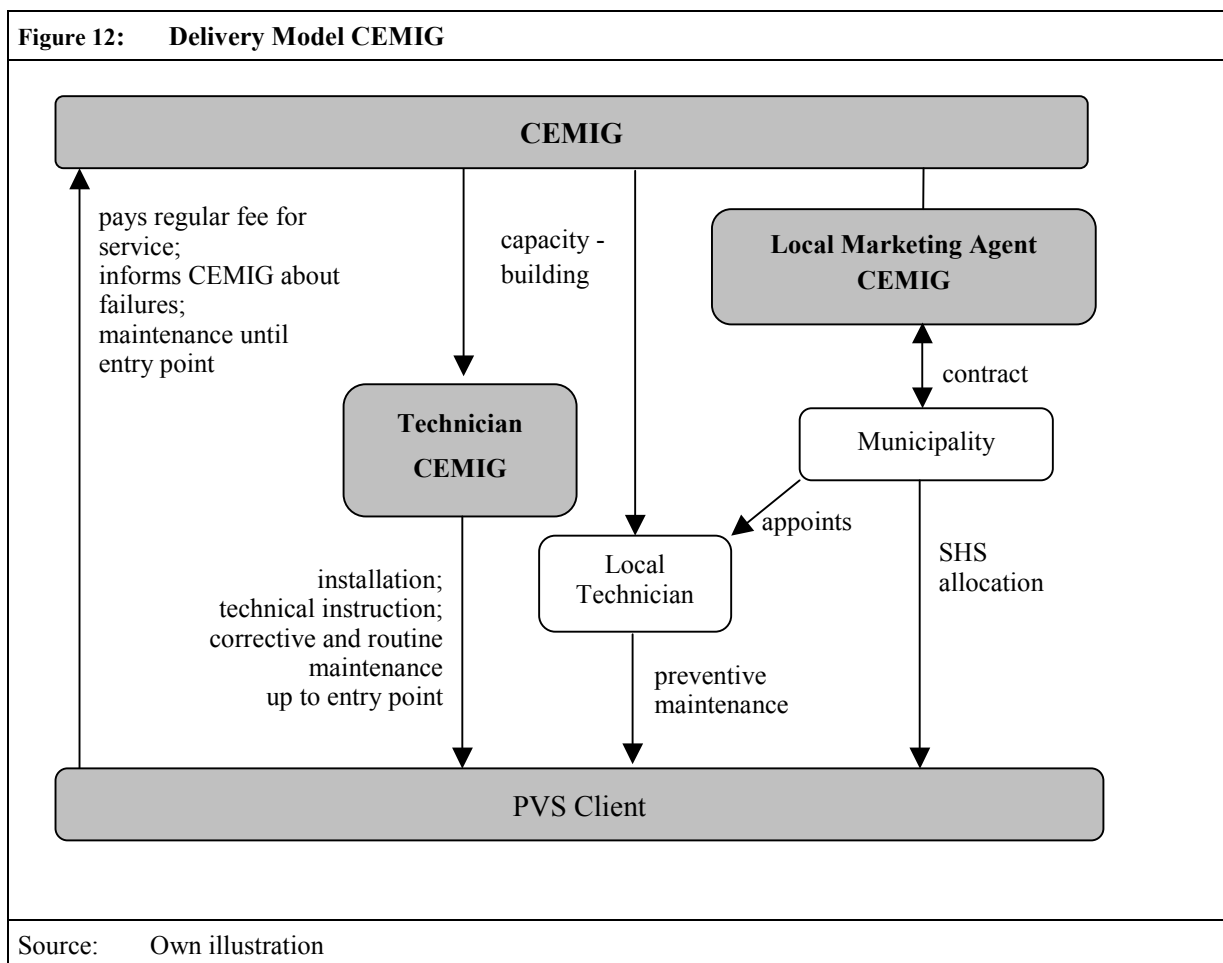 Figure 12: Delivery Model CEMIG
CEMIG
pays regular fee for
service;
informs CEMIG about
failures;
maintenance until
entry point
capacity -
building
Local Marketing Agent
CEMIG
contract
Technician
CEMIG
Municipality
appoints
Local
Technician
SHS
allocation
installation;
technical instruction;
corrective and routine
maintenance
up to entry point
preventive
maintenance
PVS Client
Source: Own illustration